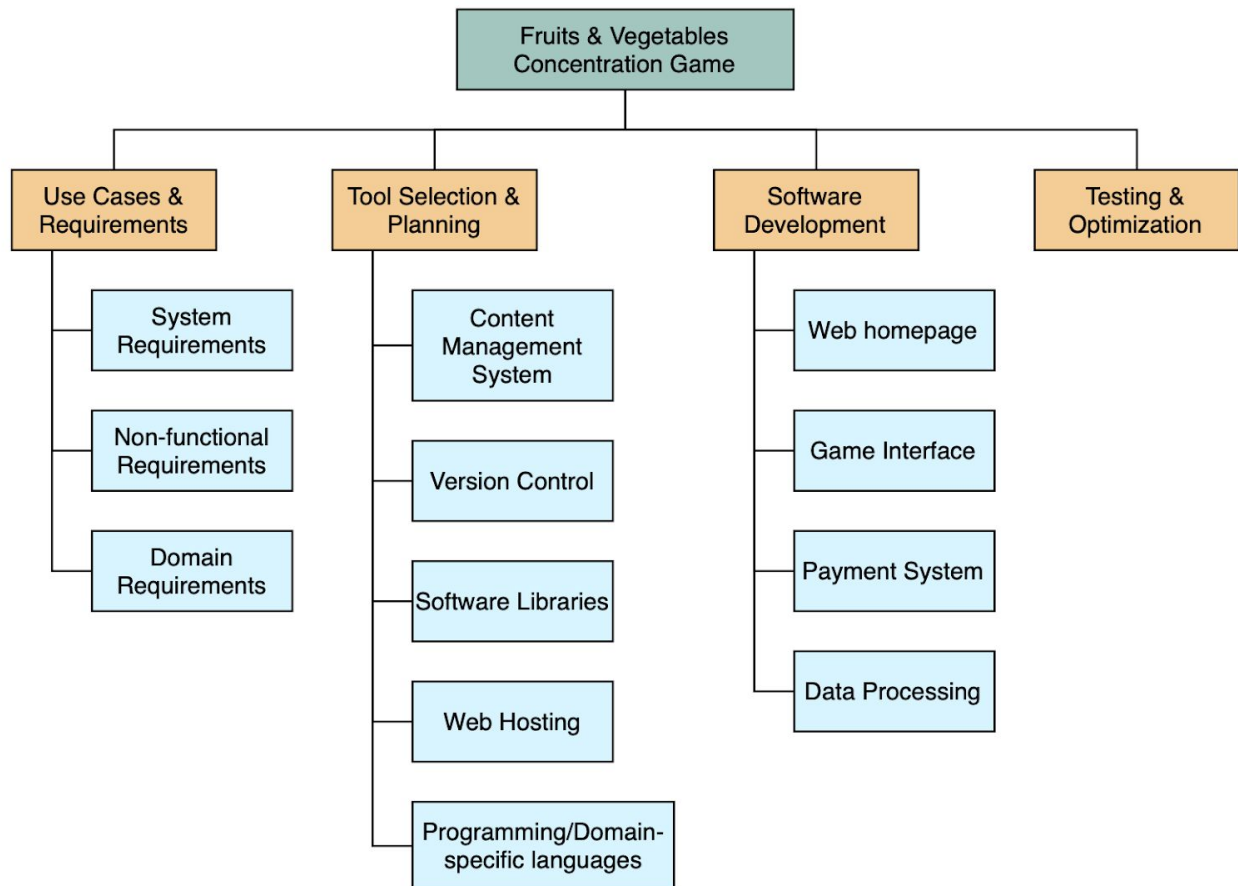 Fruits & Vegetables
Concentration Game
Use Cases &
Requirements
Tool Selection &
Planning
Software
Development
Testing &
Optimization
System
Requirements
Non-functional
Requirements
Domain
Requirements
Content
Management
System
Version Control
Software Libraries
Web Hosting
Programming/Domain-
specific languages
Web homepage
Game Interface
Payment System
Data Processing